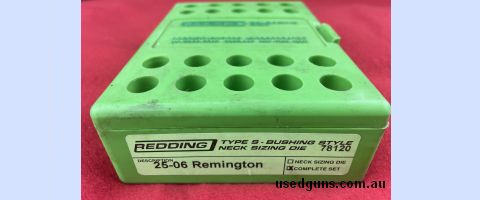 REDDING
REDDING
TYPE S - BUSHING STYLE
NECK SIZING DIE 78120
DESCRIPTION
25-06 Remington
NECK SIZING DIE
COMPLETE SET
usedguns.com.au